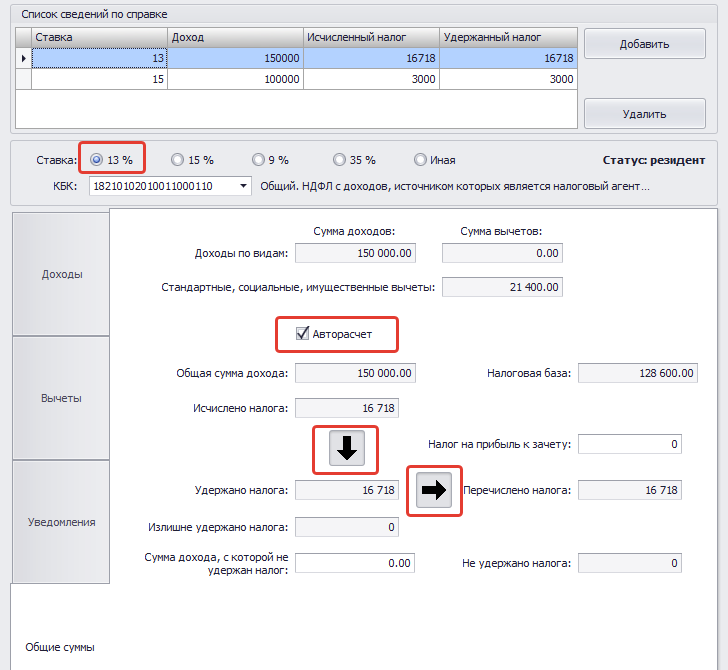 Список сведений по справке
Ставка Доход Исчисленный налог Удержанный налог
13 150000 16718 16718
15 100000 3000 3000
Добавить
Удалить
Ставка: 13 % 15 % 9 % 35 % Иная Статус: резидент
КБК: 18210102010011000110 Общий. НДФЛ с доходов, источником которых является налоговый агент...
Доходы
Вычеты
Уведомления
Общие суммы
Сумма доходов: Сумма вычетов:
Доходы по видам: 150 000.00 0.00
Стандартные, социальные, имущественные вычеты: 21 400.00
Авторасчет
Общая сумма дохода: 150 000.00 Налоговая база: 128 600.00
Исчислено налога: 16 718
Налог на прибыль к зачету: 0
Удержано налога: 16 718 Перечислено налога: 16 718
Излишне удержано налога: 0
Сумма дохода, с которой не
удержан налог: 0.00 Не удержано налога: 0